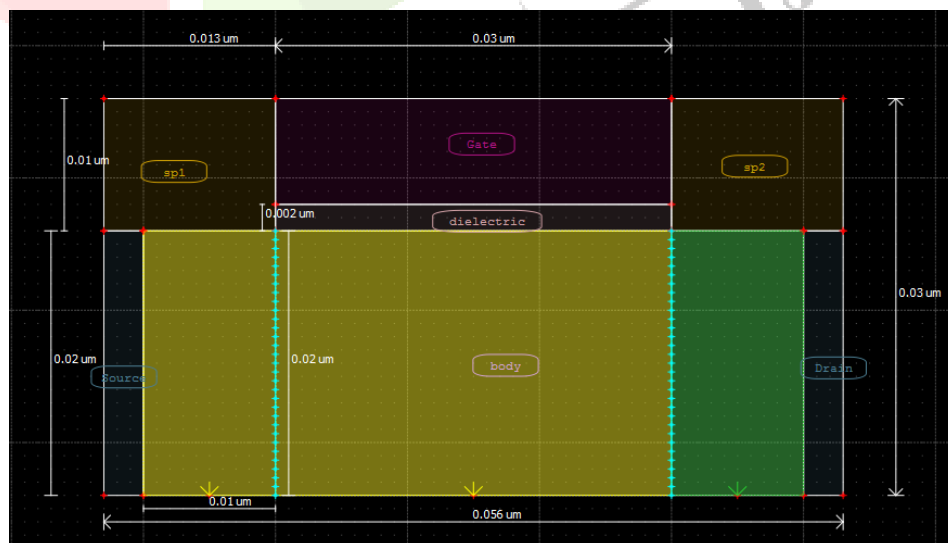 0.013 um
0.03 um
Gate
0.01 um
sp1
sp2
0.002 um
dielectric
0.03 um
0.02 um
0.02 um
body
Source
Drain
0.01 um
0.056 um